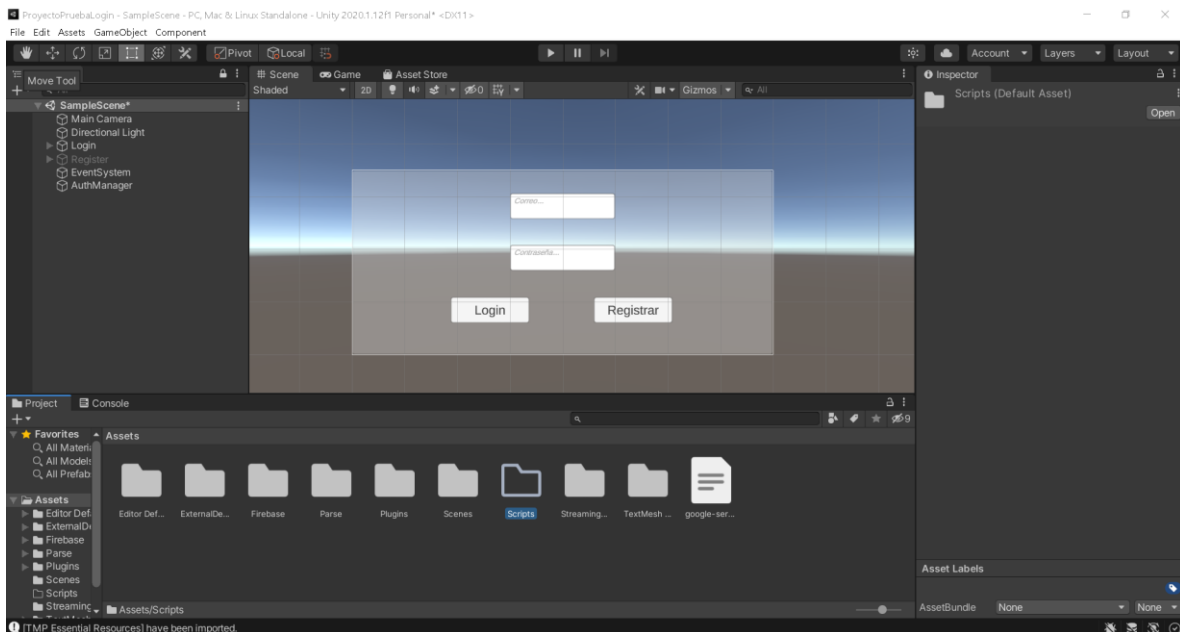 ProyectoPruebaLogin - SampleScene - PC, Mac & Linux Standalone - Unity 2020.1.12f1 Personal* <DX11>
File Edit Assets GameObject Component
Pivot Local Account Layers Layout
Move Tool
Scene Game Asset Store
Shaded 2D 0 Gizmos All
SampleScene*
Main Camera
Directional Light
Login
Register
EventSystem
AuthManager
Correo...
Contraseña...
Login Registrar
Inspector
Scripts (Default Asset)
Open
Project Console
9
Favorites
All Materi
All Models
All Prefab
Assets
Editor Def
ExternalDe
Firebase
Parse
Plugins
Scenes
Scripts
Streaming
Assets
Editor Def... ExternalDe... Firebase Parse Plugins Scenes Scripts Streaming... TextMesh ... google-ser...
Assets/Scripts
Asset Labels
AssetBundle None None
[TMP Essential Resources] have been imported.